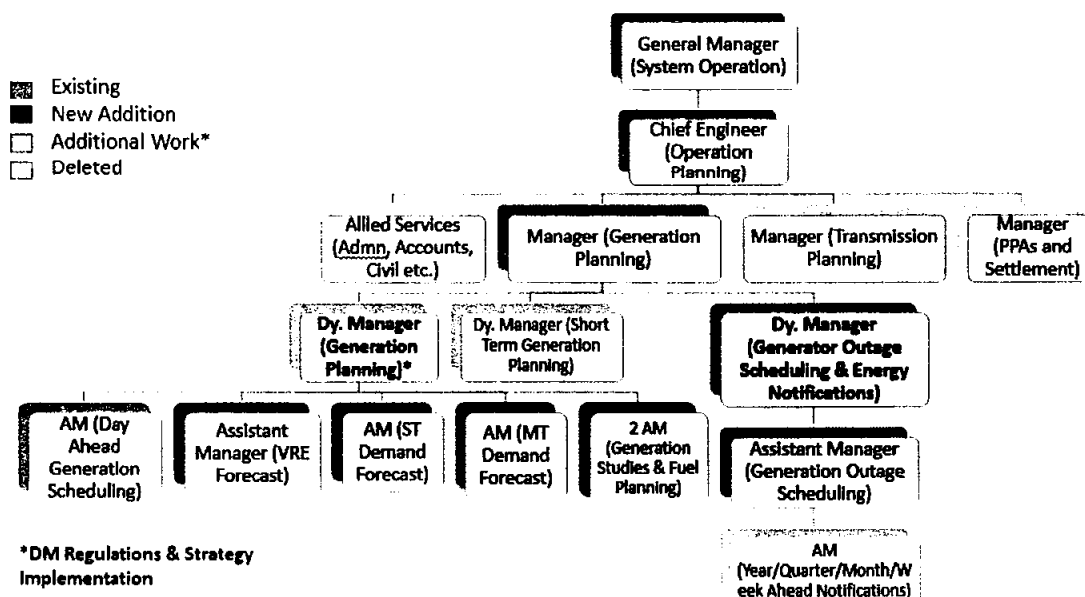 General Manager
(System Operation)
Existing
New Addition
Additional Work*
Deleted
Chief Engineer
(Operation
Planning)
Allied Services
(Admn, Accounts,
Civil etc.)
Manager (Generation
Planning)
Manager (Transmission
Planning)
Manager
(PPAs and
Settlement)
Dy. Manager
(Generation
Planning)*
Dy. Manager (Short
Term Generation
Planning)
Dy. Manager
(Generator Outage
Scheduling & Energy
Notifications)
AM (Day
Ahead
Generation
Scheduling)
Assistant
Manager (VRE
Forecast)
AM (ST
Demand
Forecast)
AM (MT
Demand
Forecast)
2 AM
(Generation
Studies & Fuel
Planning)
Assistant Manager
(Generation Outage
Scheduling)
*DM Regulations & Strategy
Implementation
AM
(Year/Quarter/Month/W
eek Ahead Notifications)